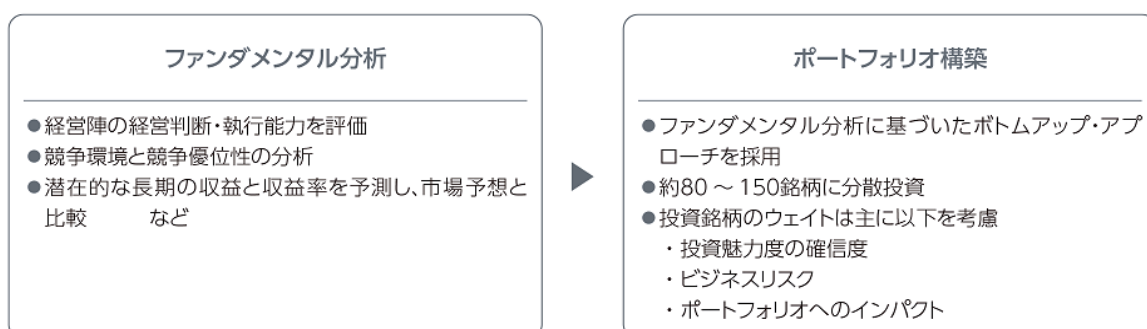 ファンダメンタル分析
●経営陣の経営判断・執行能力を評価
●競争環境と競争優位性の分析
●潜在的な長期の収益と収益率を予測し、市場予想と
比較　　　など
ポートフォリオ構築
●ファンダメンタル分析に基づいたボトムアップ・アプ
ローチを採用
●約80 ～ 150銘柄に分散投資
●投資銘柄のウェイトは主に以下を考慮
・投資魅力度の確信度
・ビジネスリスク
・ポートフォリオへのインパクト